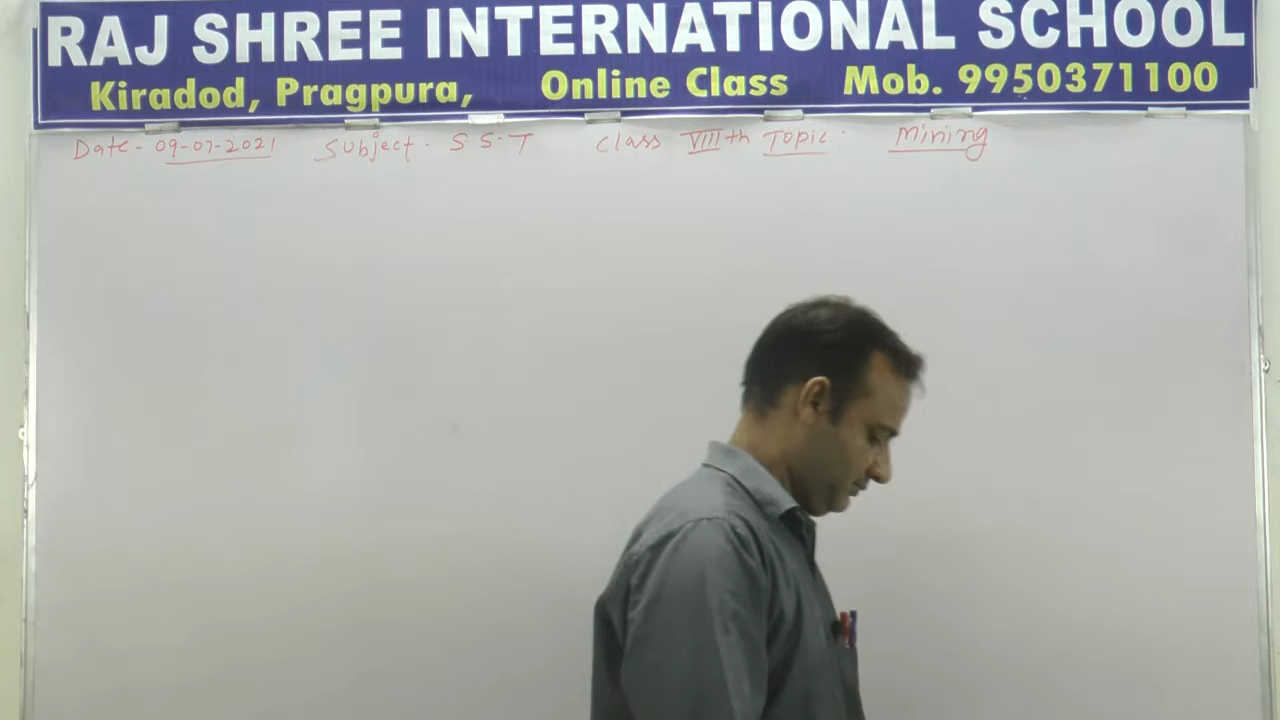 RAJ SHREE INTERNATIONAL SCHOOL
Kiradod, Pragpura, Online Class Mob. 9950371100
Date- 09-07-2021 Subject- S S.T Class VIIIth Topic. Mining